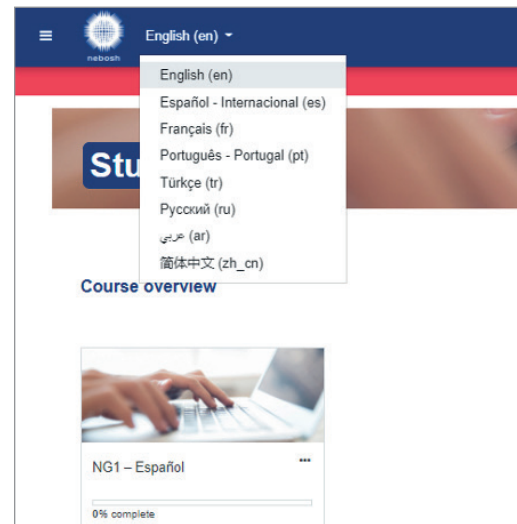 English (en)
nebosh
English (en)
Español - Internacional (es)
Français (fr)
Português - Portugal (pt)
Stu
Türkçe (tr)
Русский (ru)
عربي (ar)
简体中文 (zh_cn)
Course overview
NG1 – Español
...
0% complete